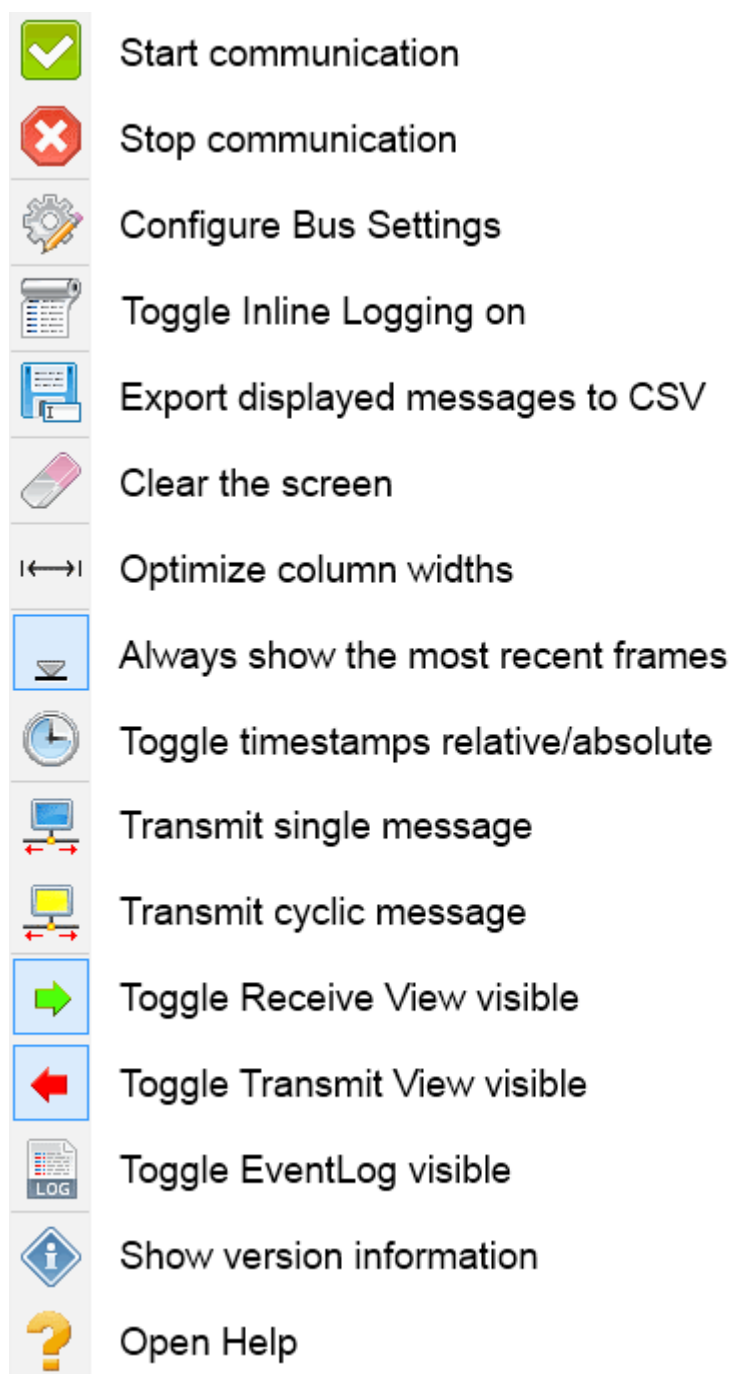 Start communication
Stop communication
Configure Bus Settings
Toggle Inline Logging on
Export displayed messages to CSV
Clear the screen
Optimize column widths
Always show the most recent frames
Toggle timestamps relative/absolute
Transmit single message
Transmit cyclic message
Toggle Receive View visible
Toggle Transmit View visible
LOG
Toggle EventLog visible
Show version information
Open Help